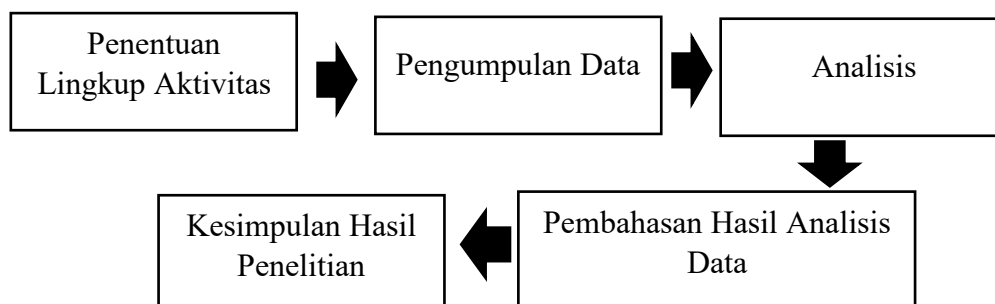 Penentuan
Lingkup Aktivitas
Pengumpulan Data
Analisis
Pembahasan Hasil Analisis
Data
Kesimpulan Hasil
Penelitian